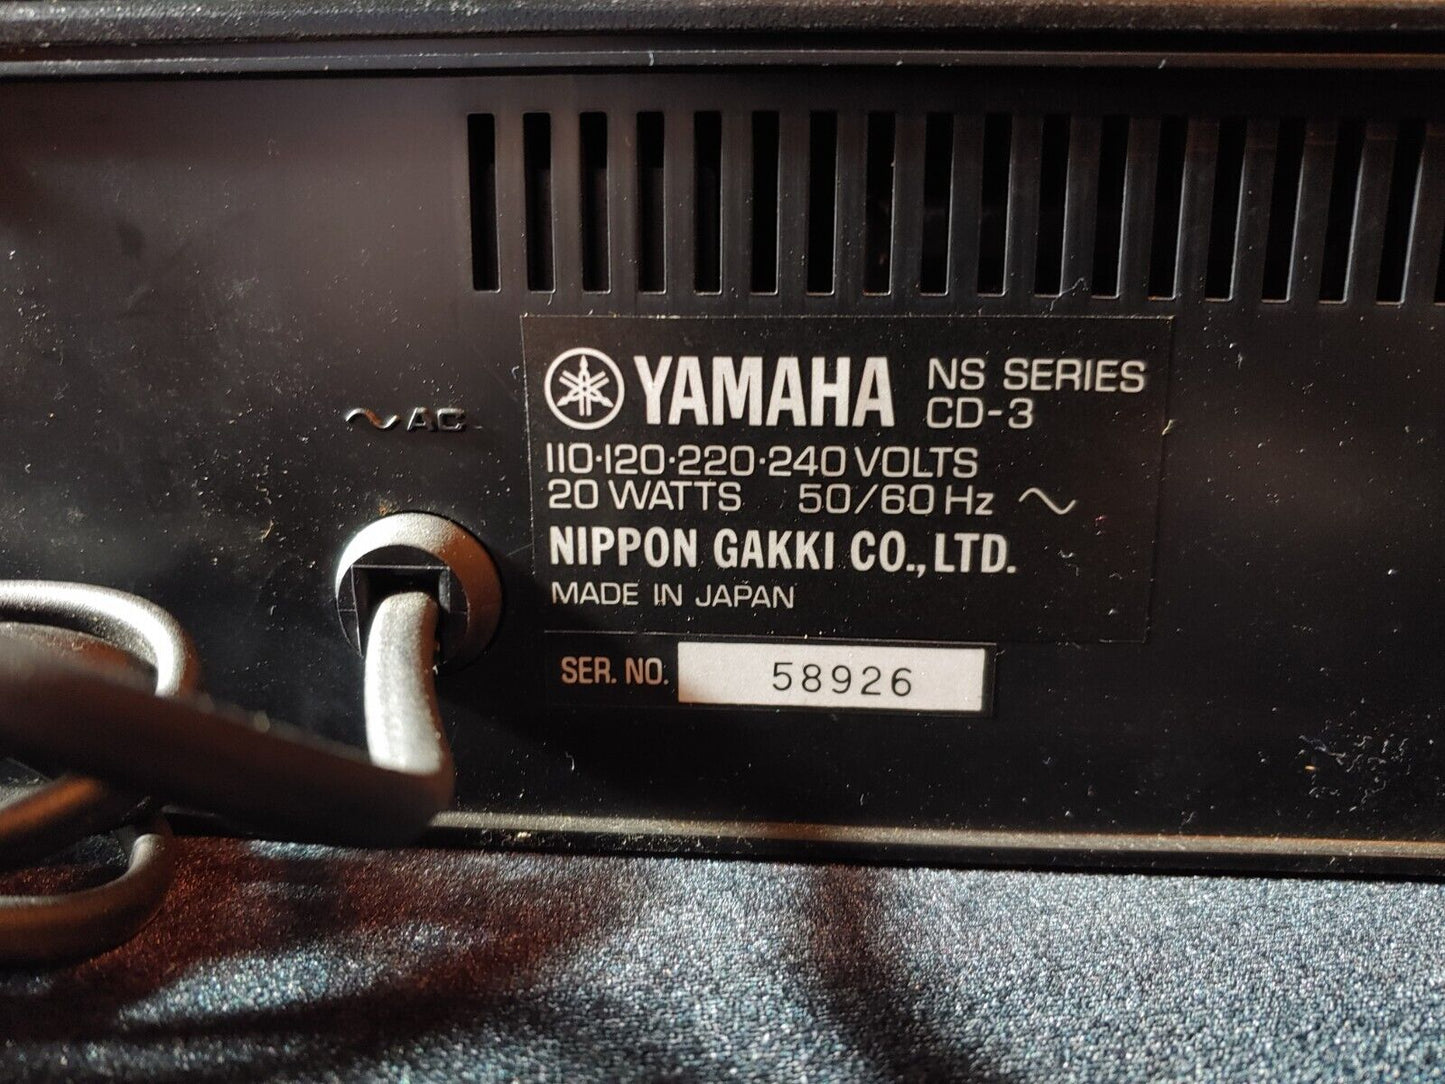 ~AC
YAMAHA NS SERIES
CD-3
110·120·220·240 VOLTS
20 WATTS 50/60 Hz ~
NIPPON GAKKI CO., LTD.
MADE IN JAPAN
SER. NO. 58926